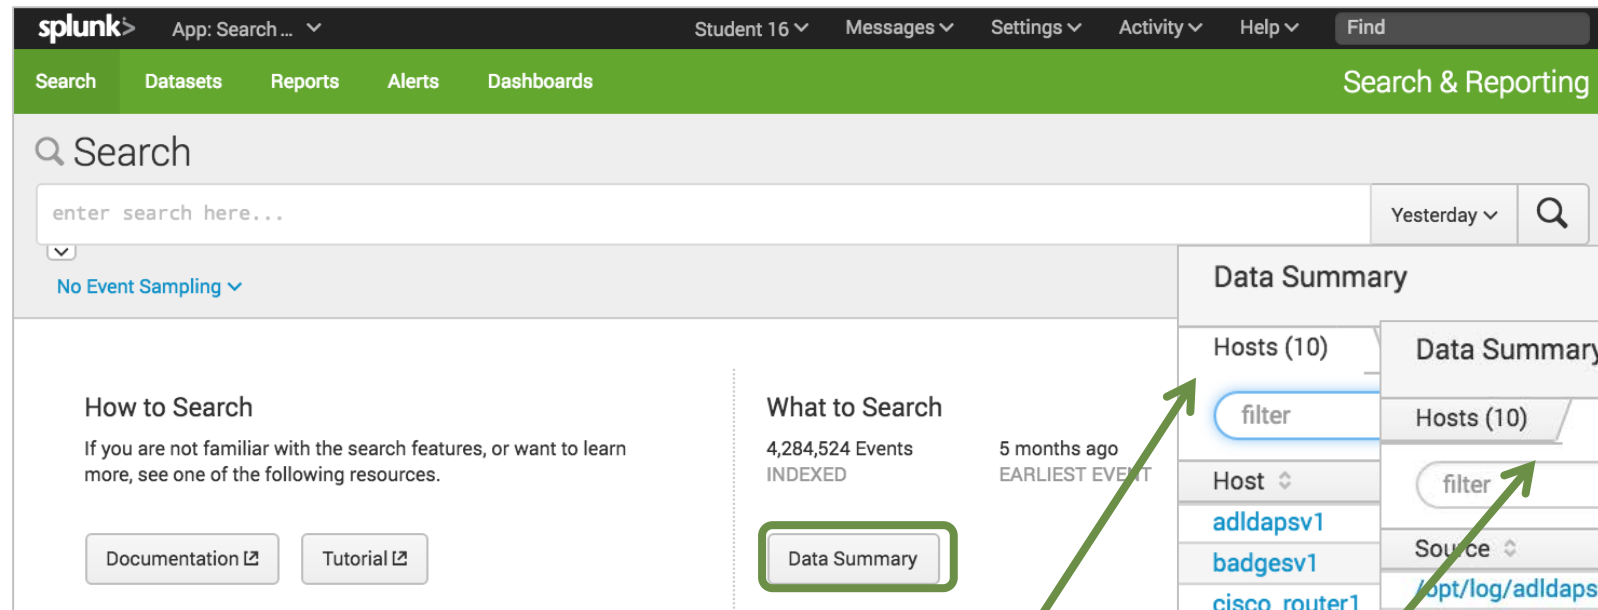 splunk> App: Search ... Student 16 Messages Settings Activity Help Find
Search Datasets Reports Alerts Dashboards Search & Reporting
Search
enter search here...
Yesterday
No Event Sampling
Data Summary
Hosts (10)
filter
Host
adldapsv1
badgesv1
cisco_router1
Data Summary
Hosts (10)
filter
Source
/opt/log/adldaps
How to Search
If you are not familiar with the search features, or want to learn
more, see one of the following resources.
Documentation Tutorial
What to Search
4,284,524 Events 5 months ago
INDEXED EARLIEST EVENT
Data Summary